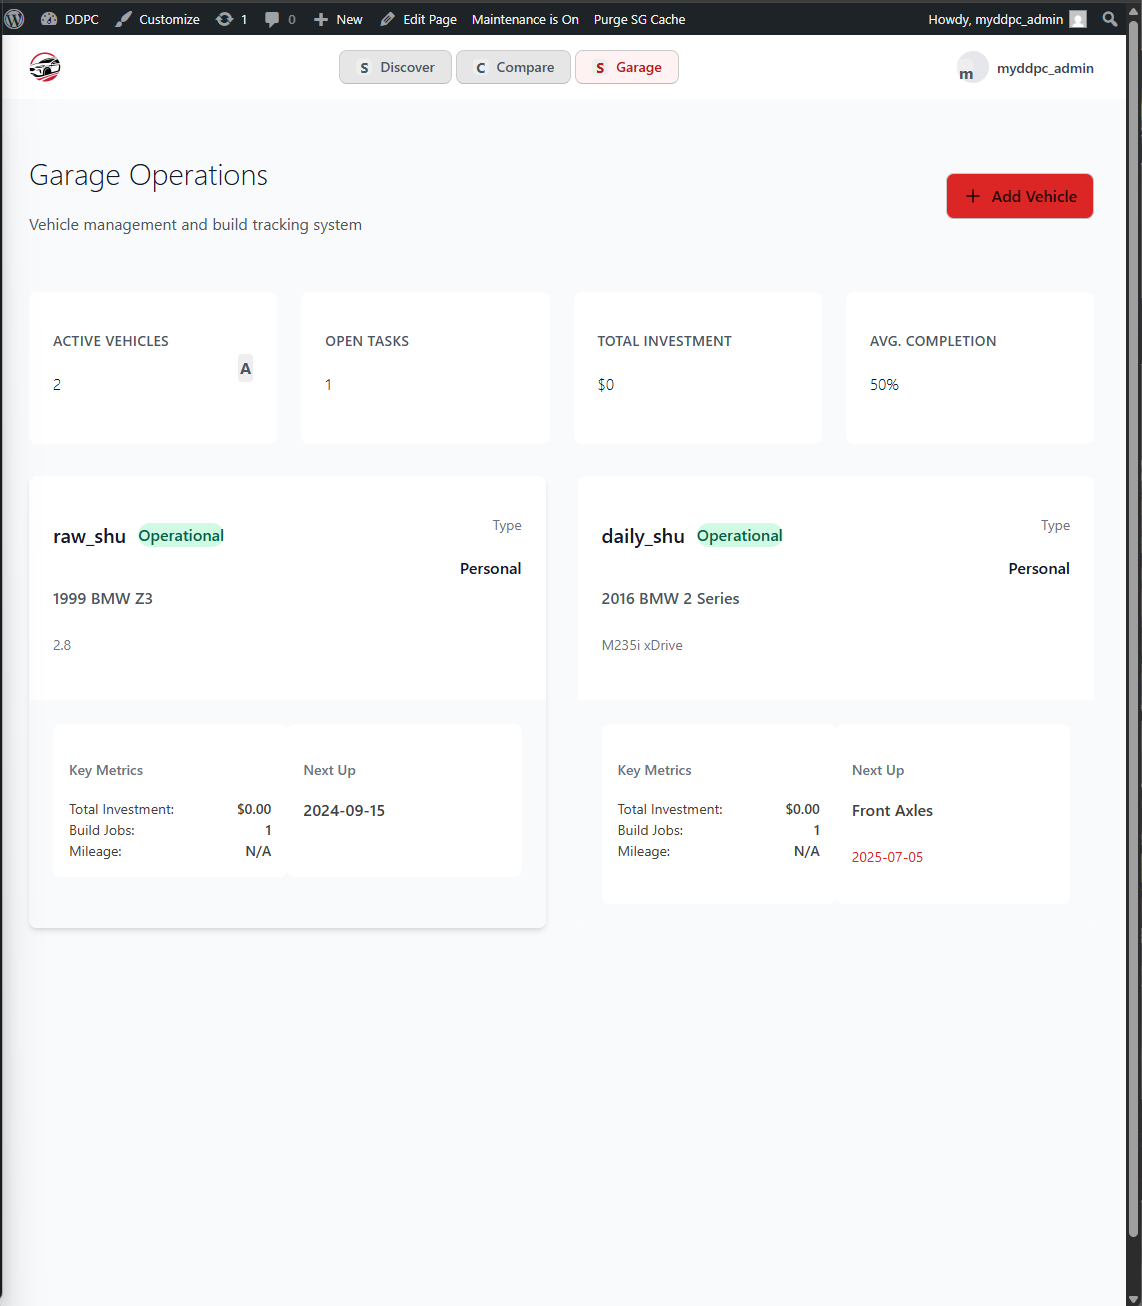 DDPC Customize 1 0 New Edit Page Maintenance is On Purge SG Cache Howdy, myddpc_admin
S Discover C Compare S Garage m myddpc_admin
Garage Operations
+ Add Vehicle
Vehicle management and build tracking system
ACTIVE VEHICLES OPEN TASKS TOTAL INVESTMENT AVG. COMPLETION
A
2 1 $0 50%
raw_shu Operational
Type
Personal
1999 BMW Z3
2.8
Key Metrics
Total Investment: $0.00
Build Jobs: 1
Mileage: N/A
Next Up
2024-09-15
daily_shu Operational
Type
Personal
2016 BMW 2 Series
M235i xDrive
Key Metrics
Total Investment: $0.00
Build Jobs: 1
Mileage: N/A
Next Up
Front Axles
2025-07-05